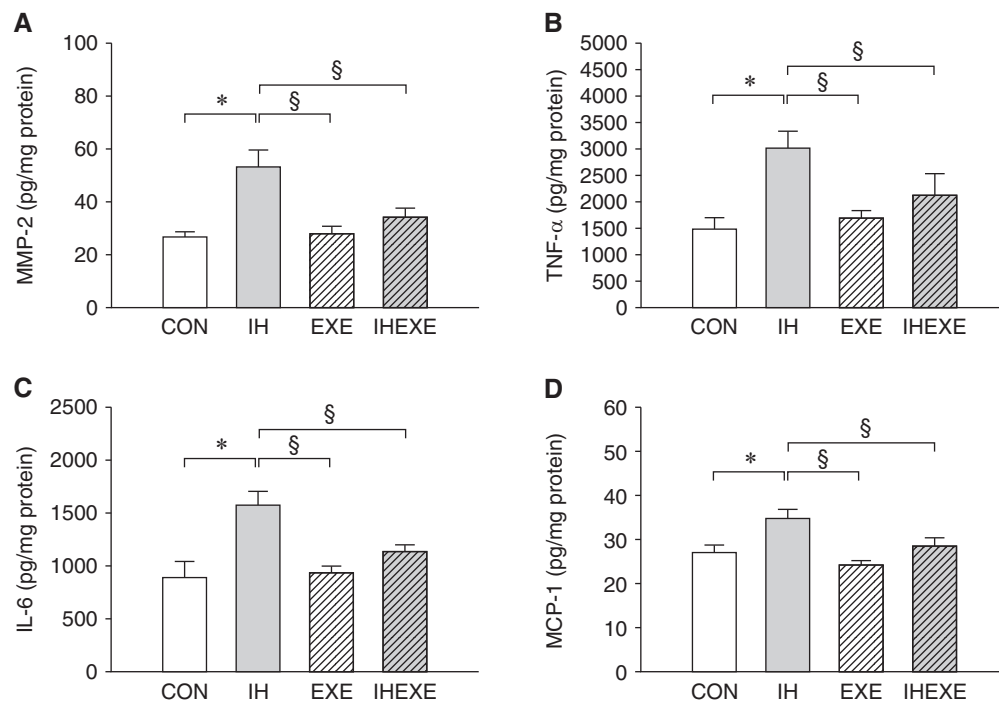 A
MMP-2 (pg/mg protein)
100
80
60
40
20
0
* § §
CON IH EXE IHEXE
B
TNF-α (pg/mg protein)
5000
4500
4000
3500
3000
2500
2000
1500
1000
500
0
* § §
CON IH EXE IHEXE
C
IL-6 (pg/mg protein)
2500
2000
1500
1000
500
0
* § §
CON IH EXE IHEXE
D
MCP-1 (pg/mg protein)
60
50
40
30
20
10
0
* § §
CON IH EXE IHEXE